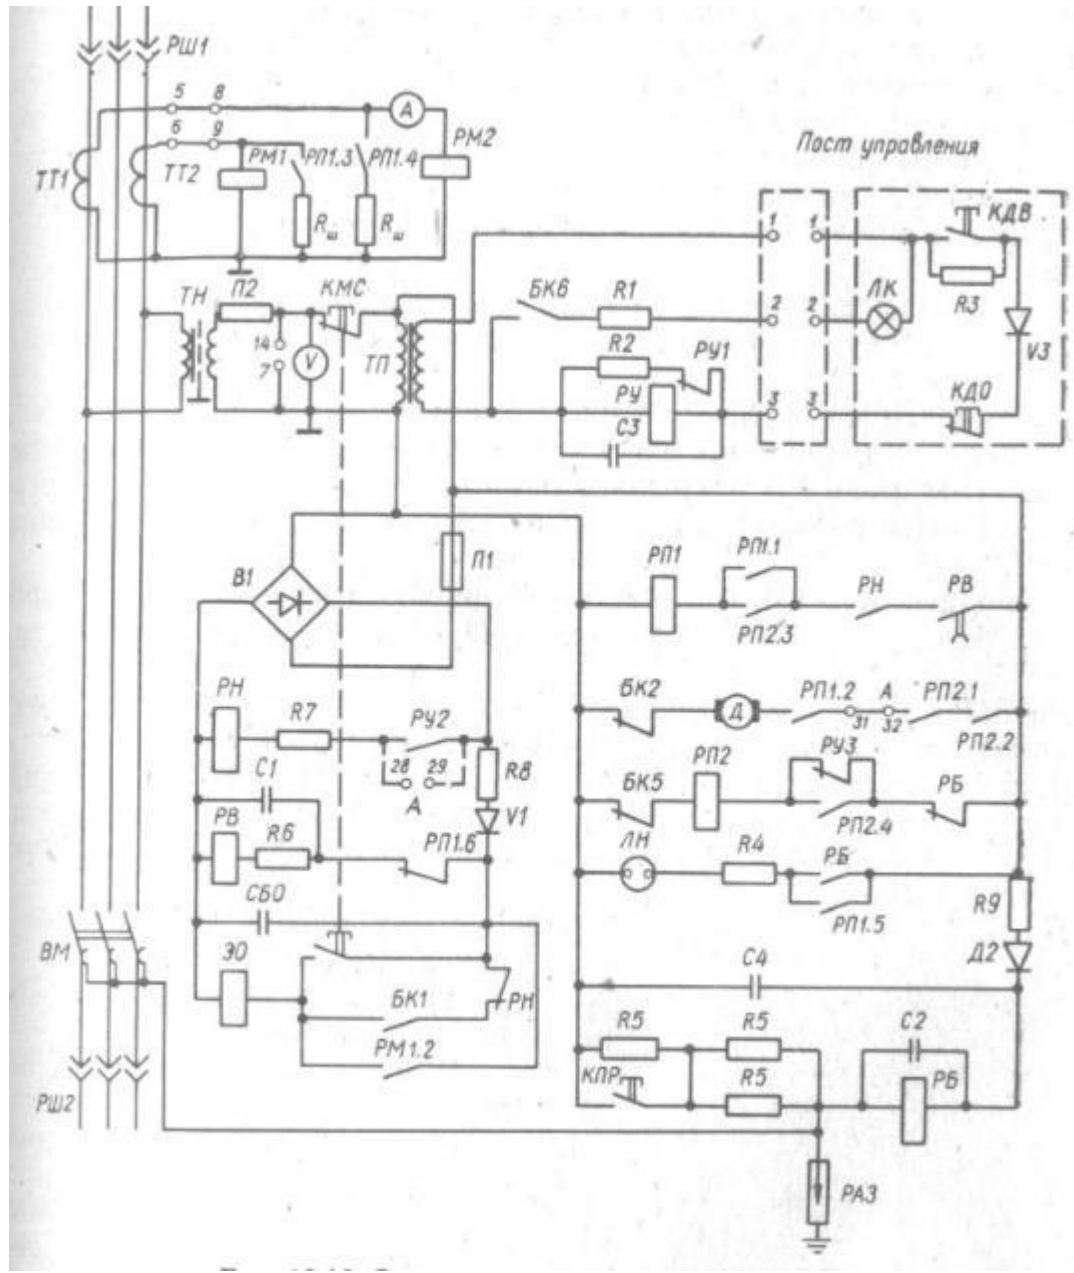 РШ1
5 8
A
6 9
РМ1 РП1.3 РП1.4 РМ2
ТТ1 ТТ2
Rш Rш
Пост управления
1 1 КДВ
ТН П2 КМС
БК6 R1
2 2 ЛК R3
14
7
V
ТП
R2 РУ1
V3
РУ
3 3 КДО
С3
В1
П1
РП1
РП1.1
РН РВ
РП2.3
РН
R7 РУ2
28 29
А
R8
БК2
Д
РП1.2 А РП2.1
31 32
РП2.2
С1
РВ R6
V1
РП1.6
БК5
РП2
РУ3
РБ
РП2.4
ЛН
R4
РБ
РП1.5
R9
Д2
СБО
ВМ
ЭО
БК1
РН
РМ1.2
С4
R5 R5
С2
КПР
R5
РБ
РШ2
РАЗ